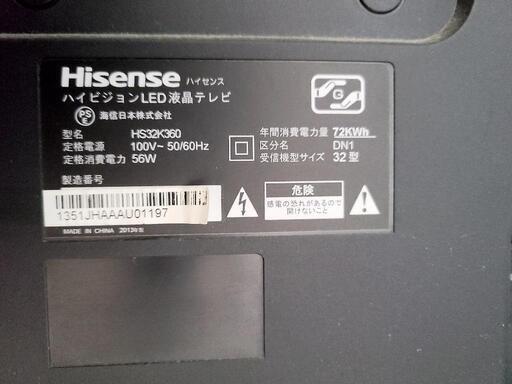 Hisense ハイセンス
ハイビジョンLED液晶テレビ
PS
E 海信日本株式会社
型名 HS32K360
定格電源 100V～ 50/60Hz
定格消費電力 56W
製造番号
1351JHAAAU01197
MADE IN CHINA 2013年製
G
年間消費電力量 72KWh
区分名 DN1
受信機型サイズ 32型
危険
感電の恐れがあるので
開けないこと